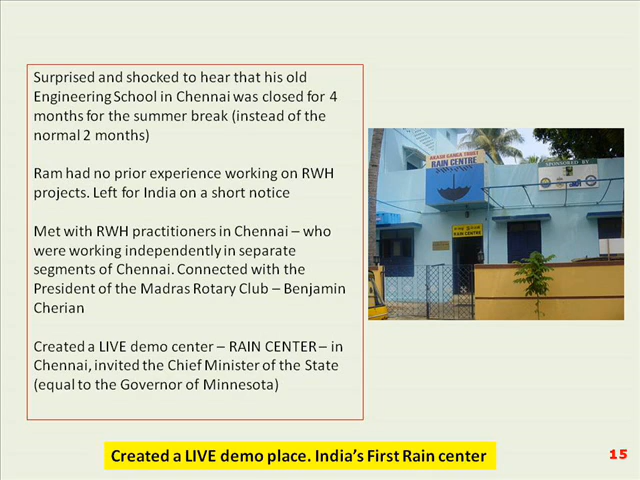 Surprised and shocked to hear that his old
Engineering School in Chennai was closed for 4
months for the summer break (instead of the
normal 2 months)
Ram had no prior experience working on RWH
projects. Left for India on a short notice
Met with RWH practitioners in Chennai – who
were working independently in separate
segments of Chennai. Connected with the
President of the Madras Rotary Club – Benjamin
Cherian
Created a LIVE demo center – RAIN CENTER – in
Chennai, invited the Chief Minister of the State
(equal to the Governor of Minnesota)
AKASH GANGA TRUST
RAIN CENTRE
SPONSORED BY
RAIN CENTRE
Created a LIVE demo place. India's First Rain center
15